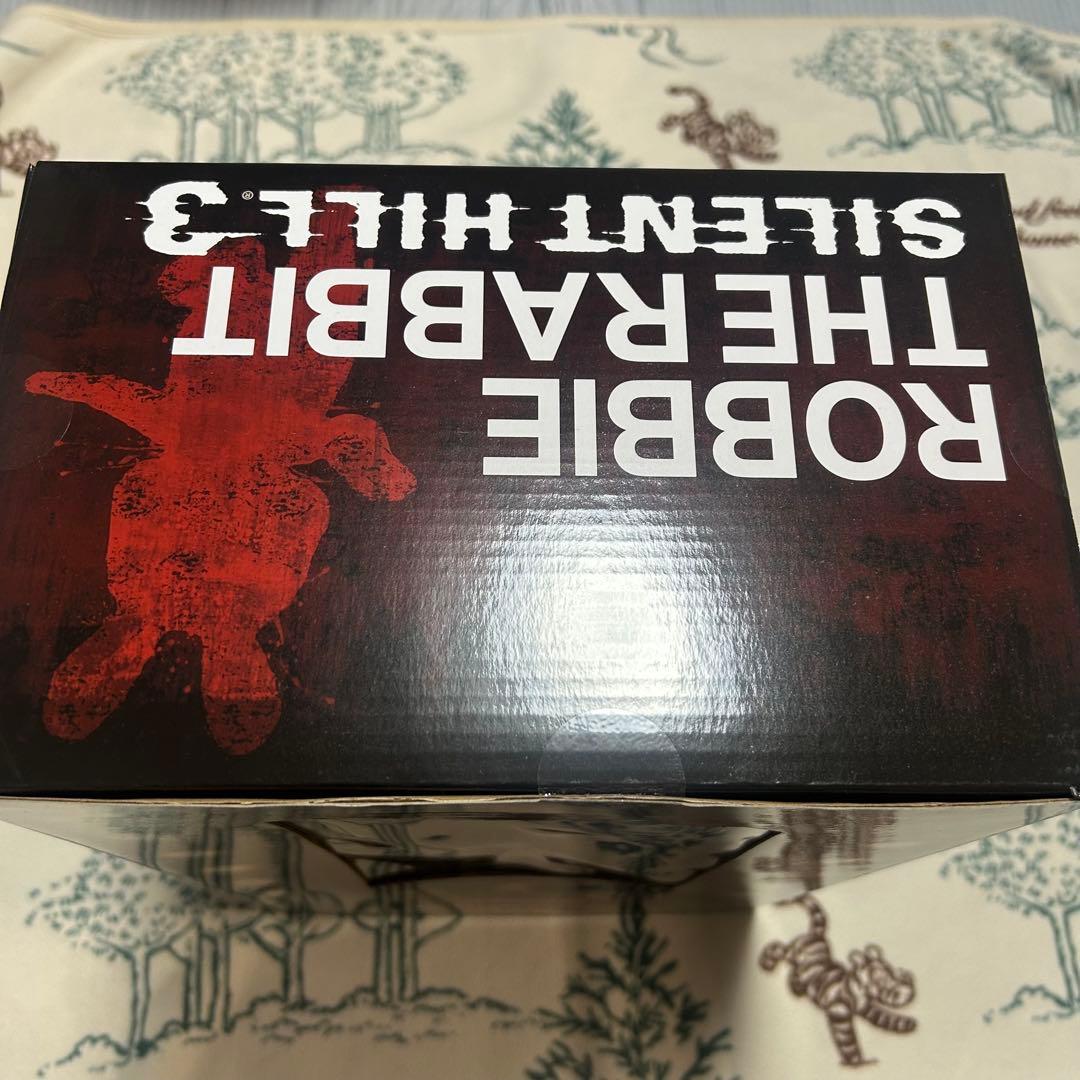 SILENT HILL 3®
THE RABBIT
ROBBIE